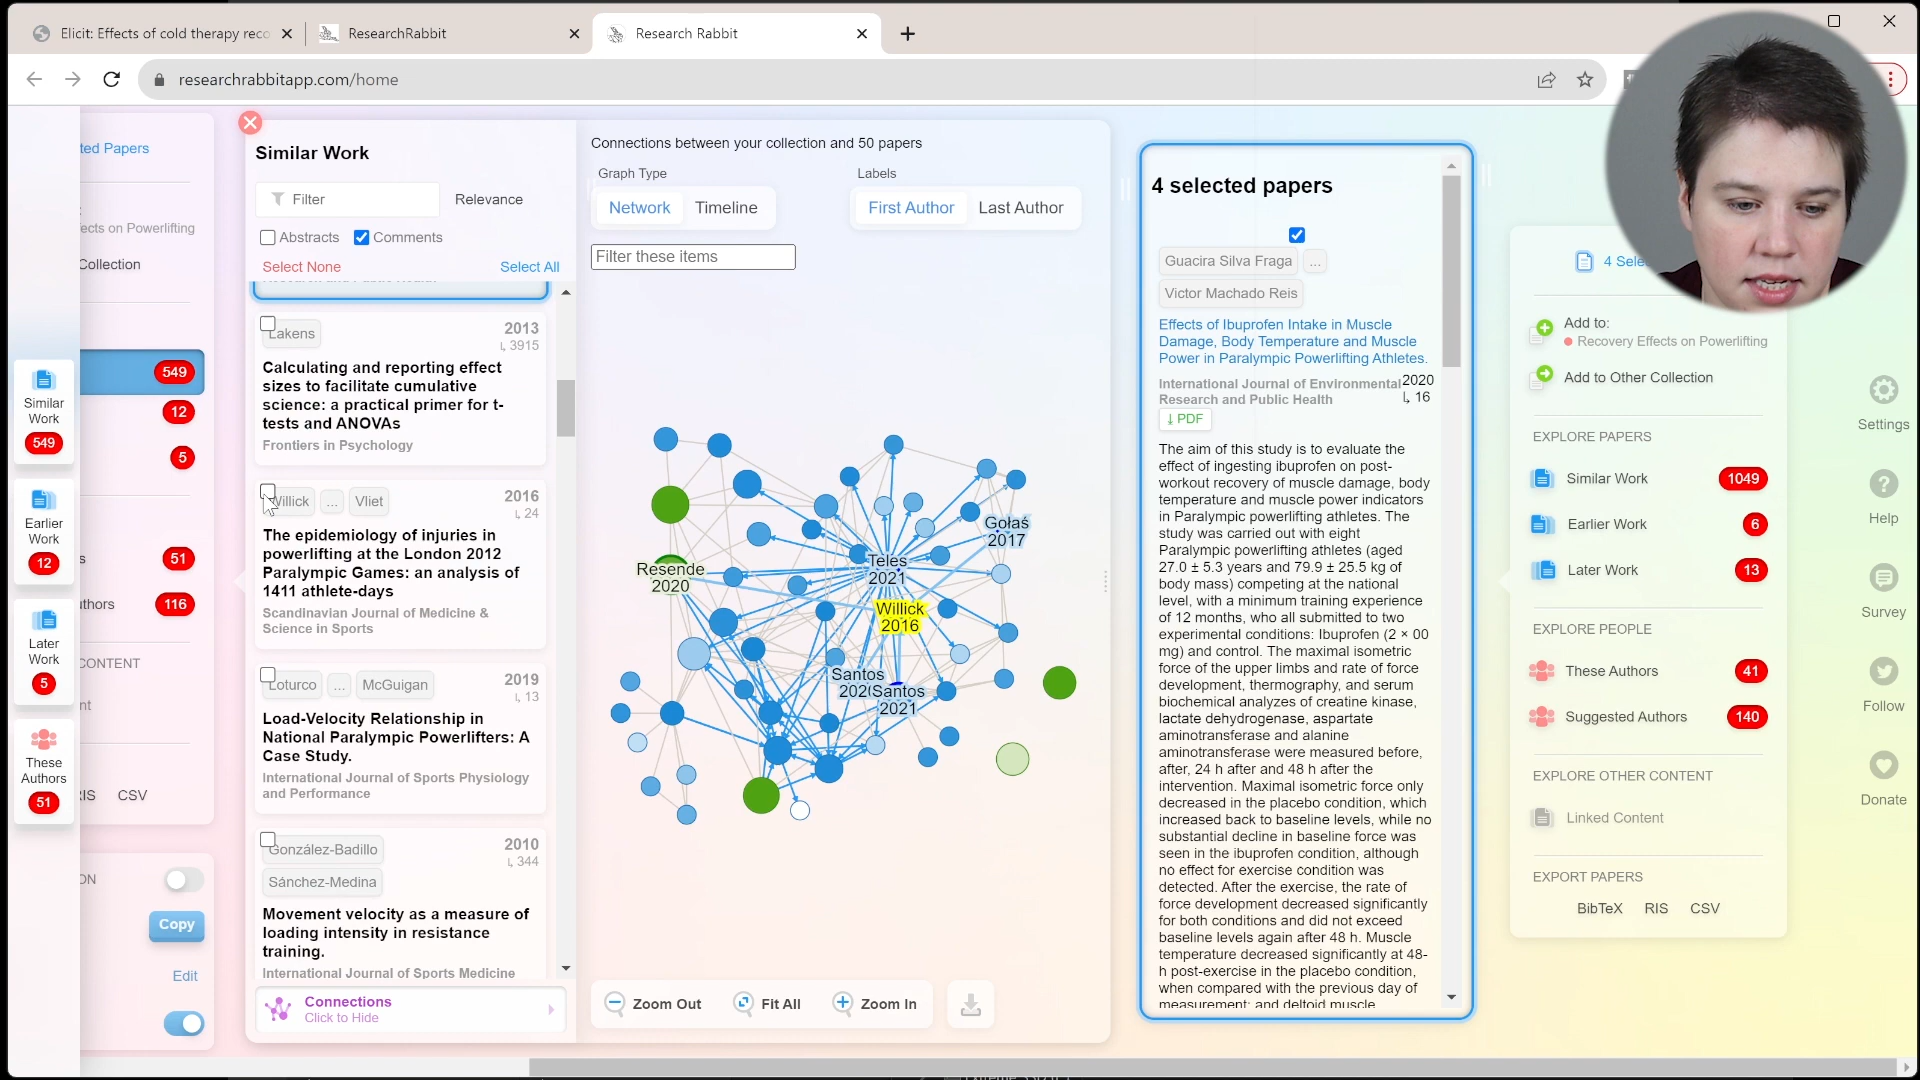 Elicit: Effects of cold therapy reco
ResearchRabbit
Research Rabbit
researchrabbitapp.com/home
ted Papers
ects on Powerlifting
Collection
549
12
5
s
51
thors
116
CONTENT
nt
RIS
CSV
ON
Copy
Edit
Similar
Work
549
Earlier
Work
12
Later
Work
5
These
Authors
51
Similar Work
Filter
Relevance
Abstracts
Comments
Select None
Select All
Lakens
2013
3915
Calculating and reporting effect
sizes to facilitate cumulative
science: a practical primer for t-
tests and ANOVAs
Frontiers in Psychology
Willick
...
Vliet
2016
24
The epidemiology of injuries in
powerlifting at the London 2012
Paralympic Games: an analysis of
1411 athlete-days
Scandinavian Journal of Medicine &
Science in Sports
Loturco
...
McGuigan
2019
13
Load-Velocity Relationship in
National Paralympic Powerlifters: A
Case Study.
International Journal of Sports Physiology
and Performance
González-Badillo
Sánchez-Medina
2010
344
Movement velocity as a measure of
loading intensity in resistance
training.
International Journal of Sports Medicine
Connections
Click to Hide
Connections between your collection and 50 papers
Graph Type
Labels
Network
Timeline
First Author
Last Author
Filter these items
Gołaś
2017
Teles
2021
Resende
2020
Willick
2016
Santos
202
Santos
2021
Zoom Out
Fit All
Zoom In
4 selected papers
Guacira Silva Fraga
...
Victor Machado Reis
Effects of Ibuprofen Intake in Muscle
Damage, Body Temperature and Muscle
Power in Paralympic Powerlifting Athletes.
International Journal of Environmental
Research and Public Health
2020
16
PDF
The aim of this study is to evaluate the
effect of ingesting ibuprofen on post-
workout recovery of muscle damage, body
temperature and muscle power indicators
in Paralympic powerlifting athletes. The
study was carried out with eight
Paralympic powerlifting athletes (aged
27.0 ± 5.3 years and 79.9 ± 25.5 kg of
body mass) competing at the national
level, with a minimum training experience
of 12 months, who all submitted to two
experimental conditions: Ibuprofen (2 × 00
mg) and control. The maximal isometric
force of the upper limbs and rate of force
development, thermography, and serum
biochemical analyzes of creatine kinase,
lactate dehydrogenase, aspartate
aminotransferase and alanine
aminotransferase were measured before,
after, 24 h after and 48 h after the
intervention. Maximal isometric force only
decreased in the placebo condition, which
increased back to baseline levels, while no
substantial decline in baseline force was
seen in the ibuprofen condition, although
no effect for exercise condition was
detected. After the exercise, the rate of
force development decreased significantly
for both conditions and did not exceed
baseline levels again after 48 h. Muscle
temperature decreased significantly at 48-
h post-exercise in the placebo condition,
when compared with the previous day of
measurement; and deltoid muscle
4 Sele
Add to:
Recovery Effects on Powerlifting
Add to Other Collection
EXPLORE PAPERS
Similar Work
1049
Earlier Work
6
Later Work
13
EXPLORE PEOPLE
These Authors
41
Suggested Authors
140
EXPLORE OTHER CONTENT
Linked Content
EXPORT PAPERS
BibTeX
RIS
CSV
Settings
Help
Survey
Follow
Donate